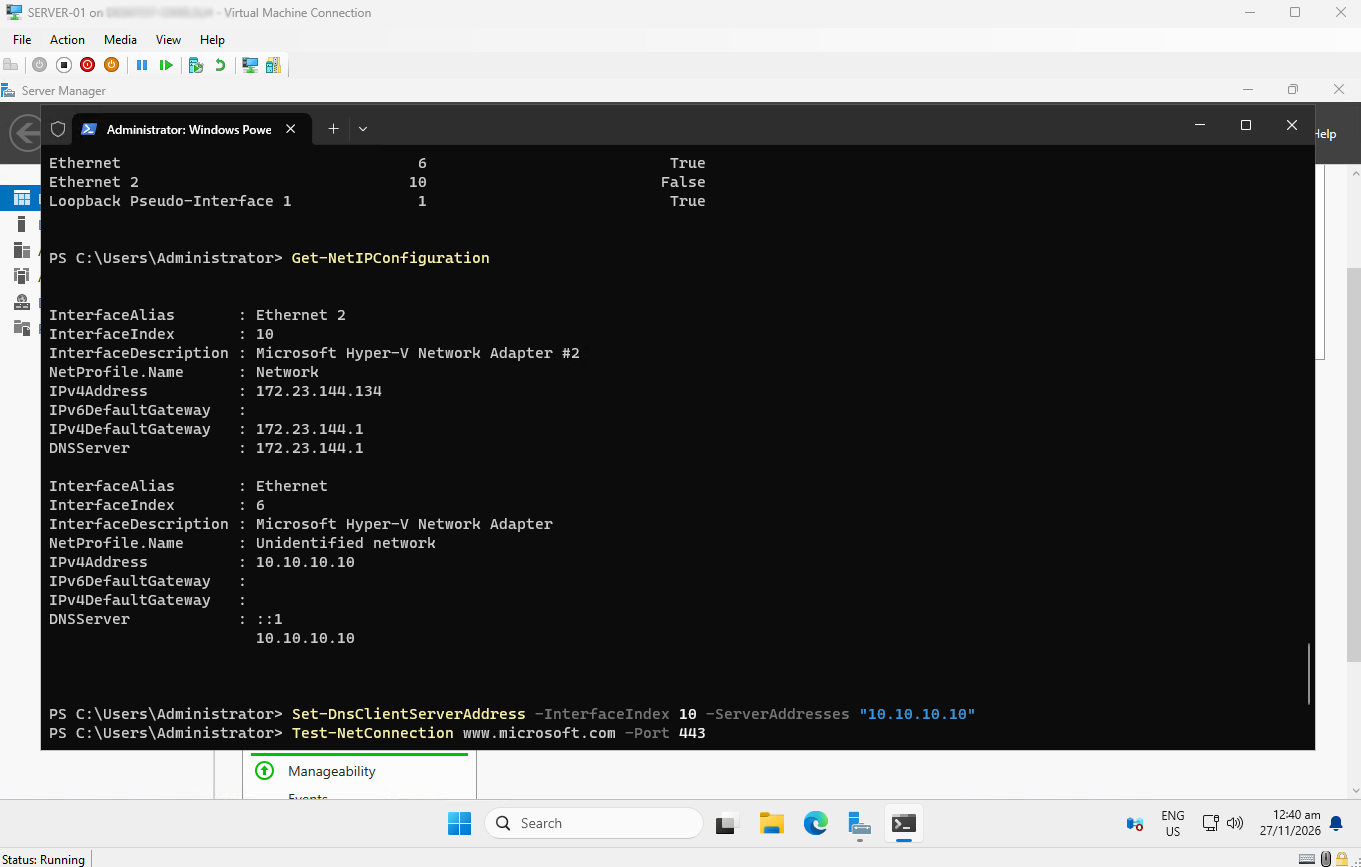 SERVER-01 on - Virtual Machine Connection
File Action Media View Help
Server Manager
Administrator: Windows Powe
Help
Ethernet 6 True
Ethernet 2 10 False
Loopback Pseudo-Interface 1 1 True
PS C:\Users\Administrator> Get-NetIPConfiguration
InterfaceAlias : Ethernet 2
InterfaceIndex : 10
InterfaceDescription : Microsoft Hyper-V Network Adapter #2
NetProfile.Name : Network
IPv4Address : 172.23.144.134
IPv6DefaultGateway :
IPv4DefaultGateway : 172.23.144.1
DNSServer : 172.23.144.1
InterfaceAlias : Ethernet
InterfaceIndex : 6
InterfaceDescription : Microsoft Hyper-V Network Adapter
NetProfile.Name : Unidentified network
IPv4Address : 10.10.10.10
IPv6DefaultGateway :
IPv4DefaultGateway :
DNSServer : ::1
10.10.10.10
PS C:\Users\Administrator> Set-DnsClientServerAddress -InterfaceIndex 10 -ServerAddresses "10.10.10.10"
PS C:\Users\Administrator> Test-NetConnection www.microsoft.com -Port 443
Manageability
Events
Search
ENG
US
12:40 am
27/11/2026
Status: Running